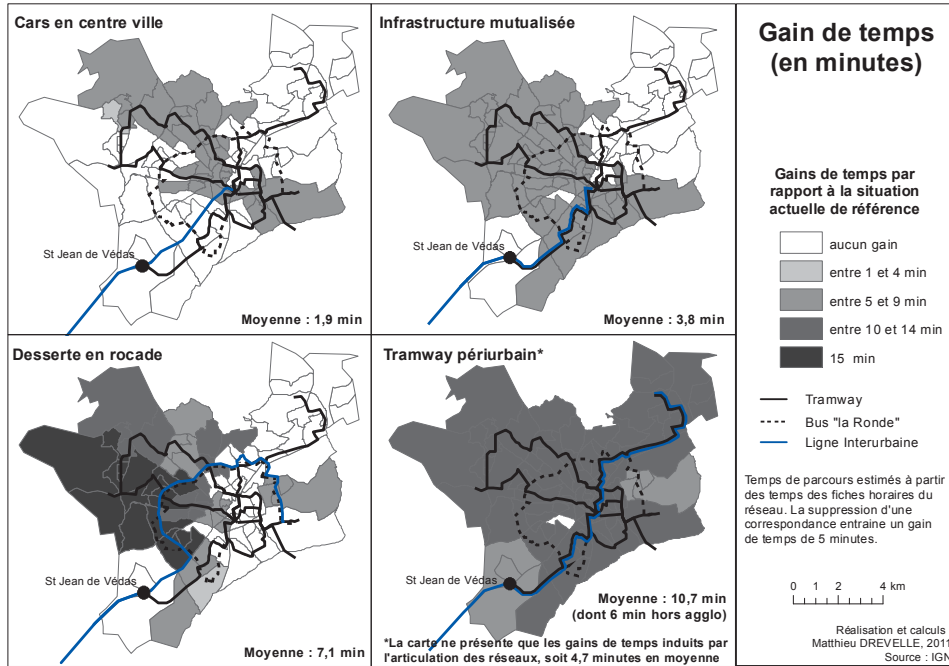 Cars en centre ville
St Jean de Védas
Moyenne : 1,9 min
Infrastructure mutualisée
St Jean de Védas
Moyenne : 3,8 min
Desserte en rocade
St Jean de Védas
Moyenne : 7,1 min
Tramway périurbain*
St Jean de Védas
Moyenne : 10,7 min
(dont 6 min hors agglo)
*La carte ne présente que les gains de temps induits par
l'articulation des réseaux, soit 4,7 minutes en moyenne
Gain de temps
(en minutes)
Gains de temps par
rapport à la situation
actuelle de référence
aucun gain
entre 1 et 4 min
entre 5 et 9 min
entre 10 et 14 min
15 min
Tramway
Bus "la Ronde"
Ligne Interurbaine
Temps de parcours estimés à partir
des temps des fiches horaires du
réseau. La suppression d'une
correspondance entraine un gain
de temps de 5 minutes.
0 1 2 4 km
Réalisation et calculs
Matthieu DREVELLE, 2011
Source : IGN